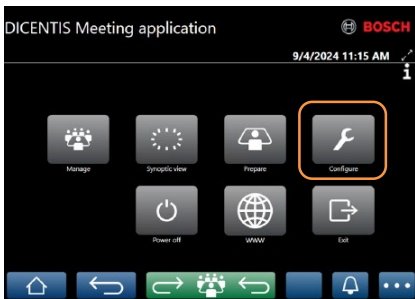 DICENTIS Meeting application
BOSCH
9/4/2024 11:15 AM
i
Manage
Synoptic view
Prepare
Configure
Power off
WWW
Exit